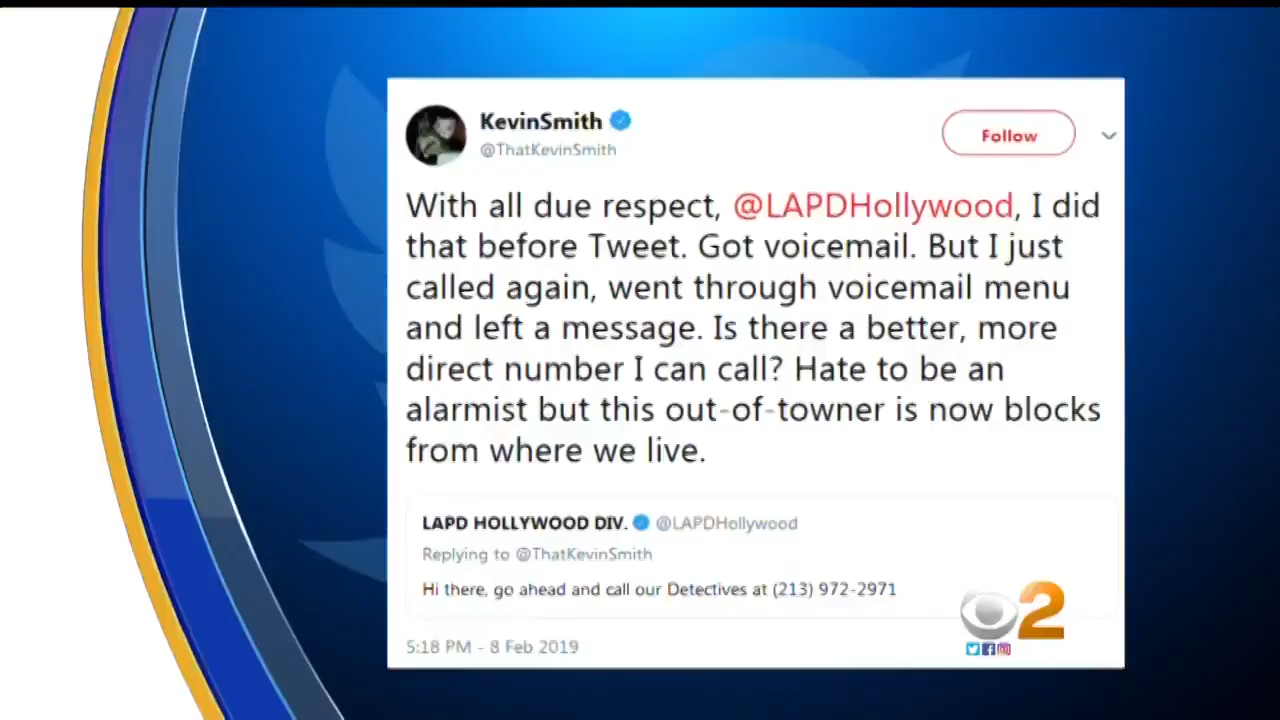 KevinSmith
@ThatKevinSmith
Follow
With all due respect, @LAPDHollywood, I did
that before Tweet. Got voicemail. But I just
called again, went through voicemail menu
and left a message. Is there a better, more
direct number I can call? Hate to be an
alarmist but this out-of-towner is now blocks
from where we live.
LAPD HOLLYWOOD DIV. @LAPDHollywood
Replying to @ThatKevinSmith
Hi there, go ahead and call our Detectives at (213) 972-2971
2
5:18 PM - 8 Feb 2019